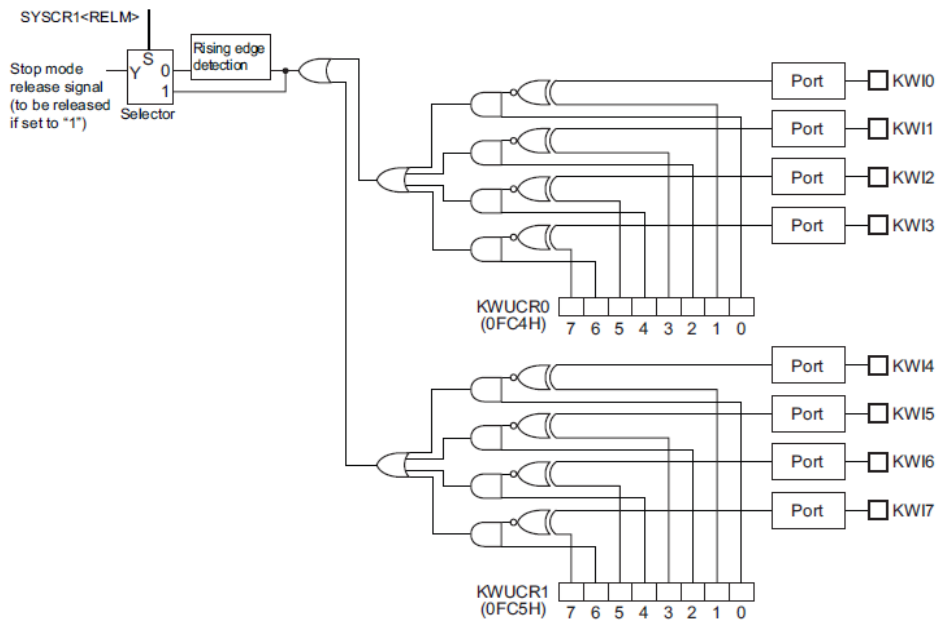 SYSCR1<RELM>
Stop mode
release signal
(to be released
if set to “1”)
S
Y
0
1
Selector
Rising edge
detection
Port
KWI0
Port
KWI1
Port
KWI2
Port
KWI3
KWUCR0
(0FC4H)
7 6 5 4 3 2 1 0
Port
KWI4
Port
KWI5
Port
KWI6
Port
KWI7
KWUCR1
(0FC5H)
7 6 5 4 3 2 1 0